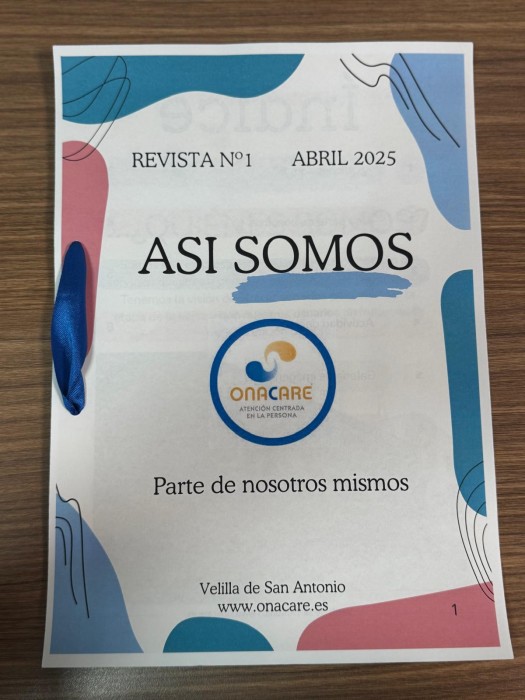 REVISTA Nº1 ABRIL 2025
ASI SOMOS
ONACARE
ATENCIÓN CENTRADA
EN LA PERSONA
Parte de nosotros mismos
Velilla de San Antonio
www.onacare.es
1